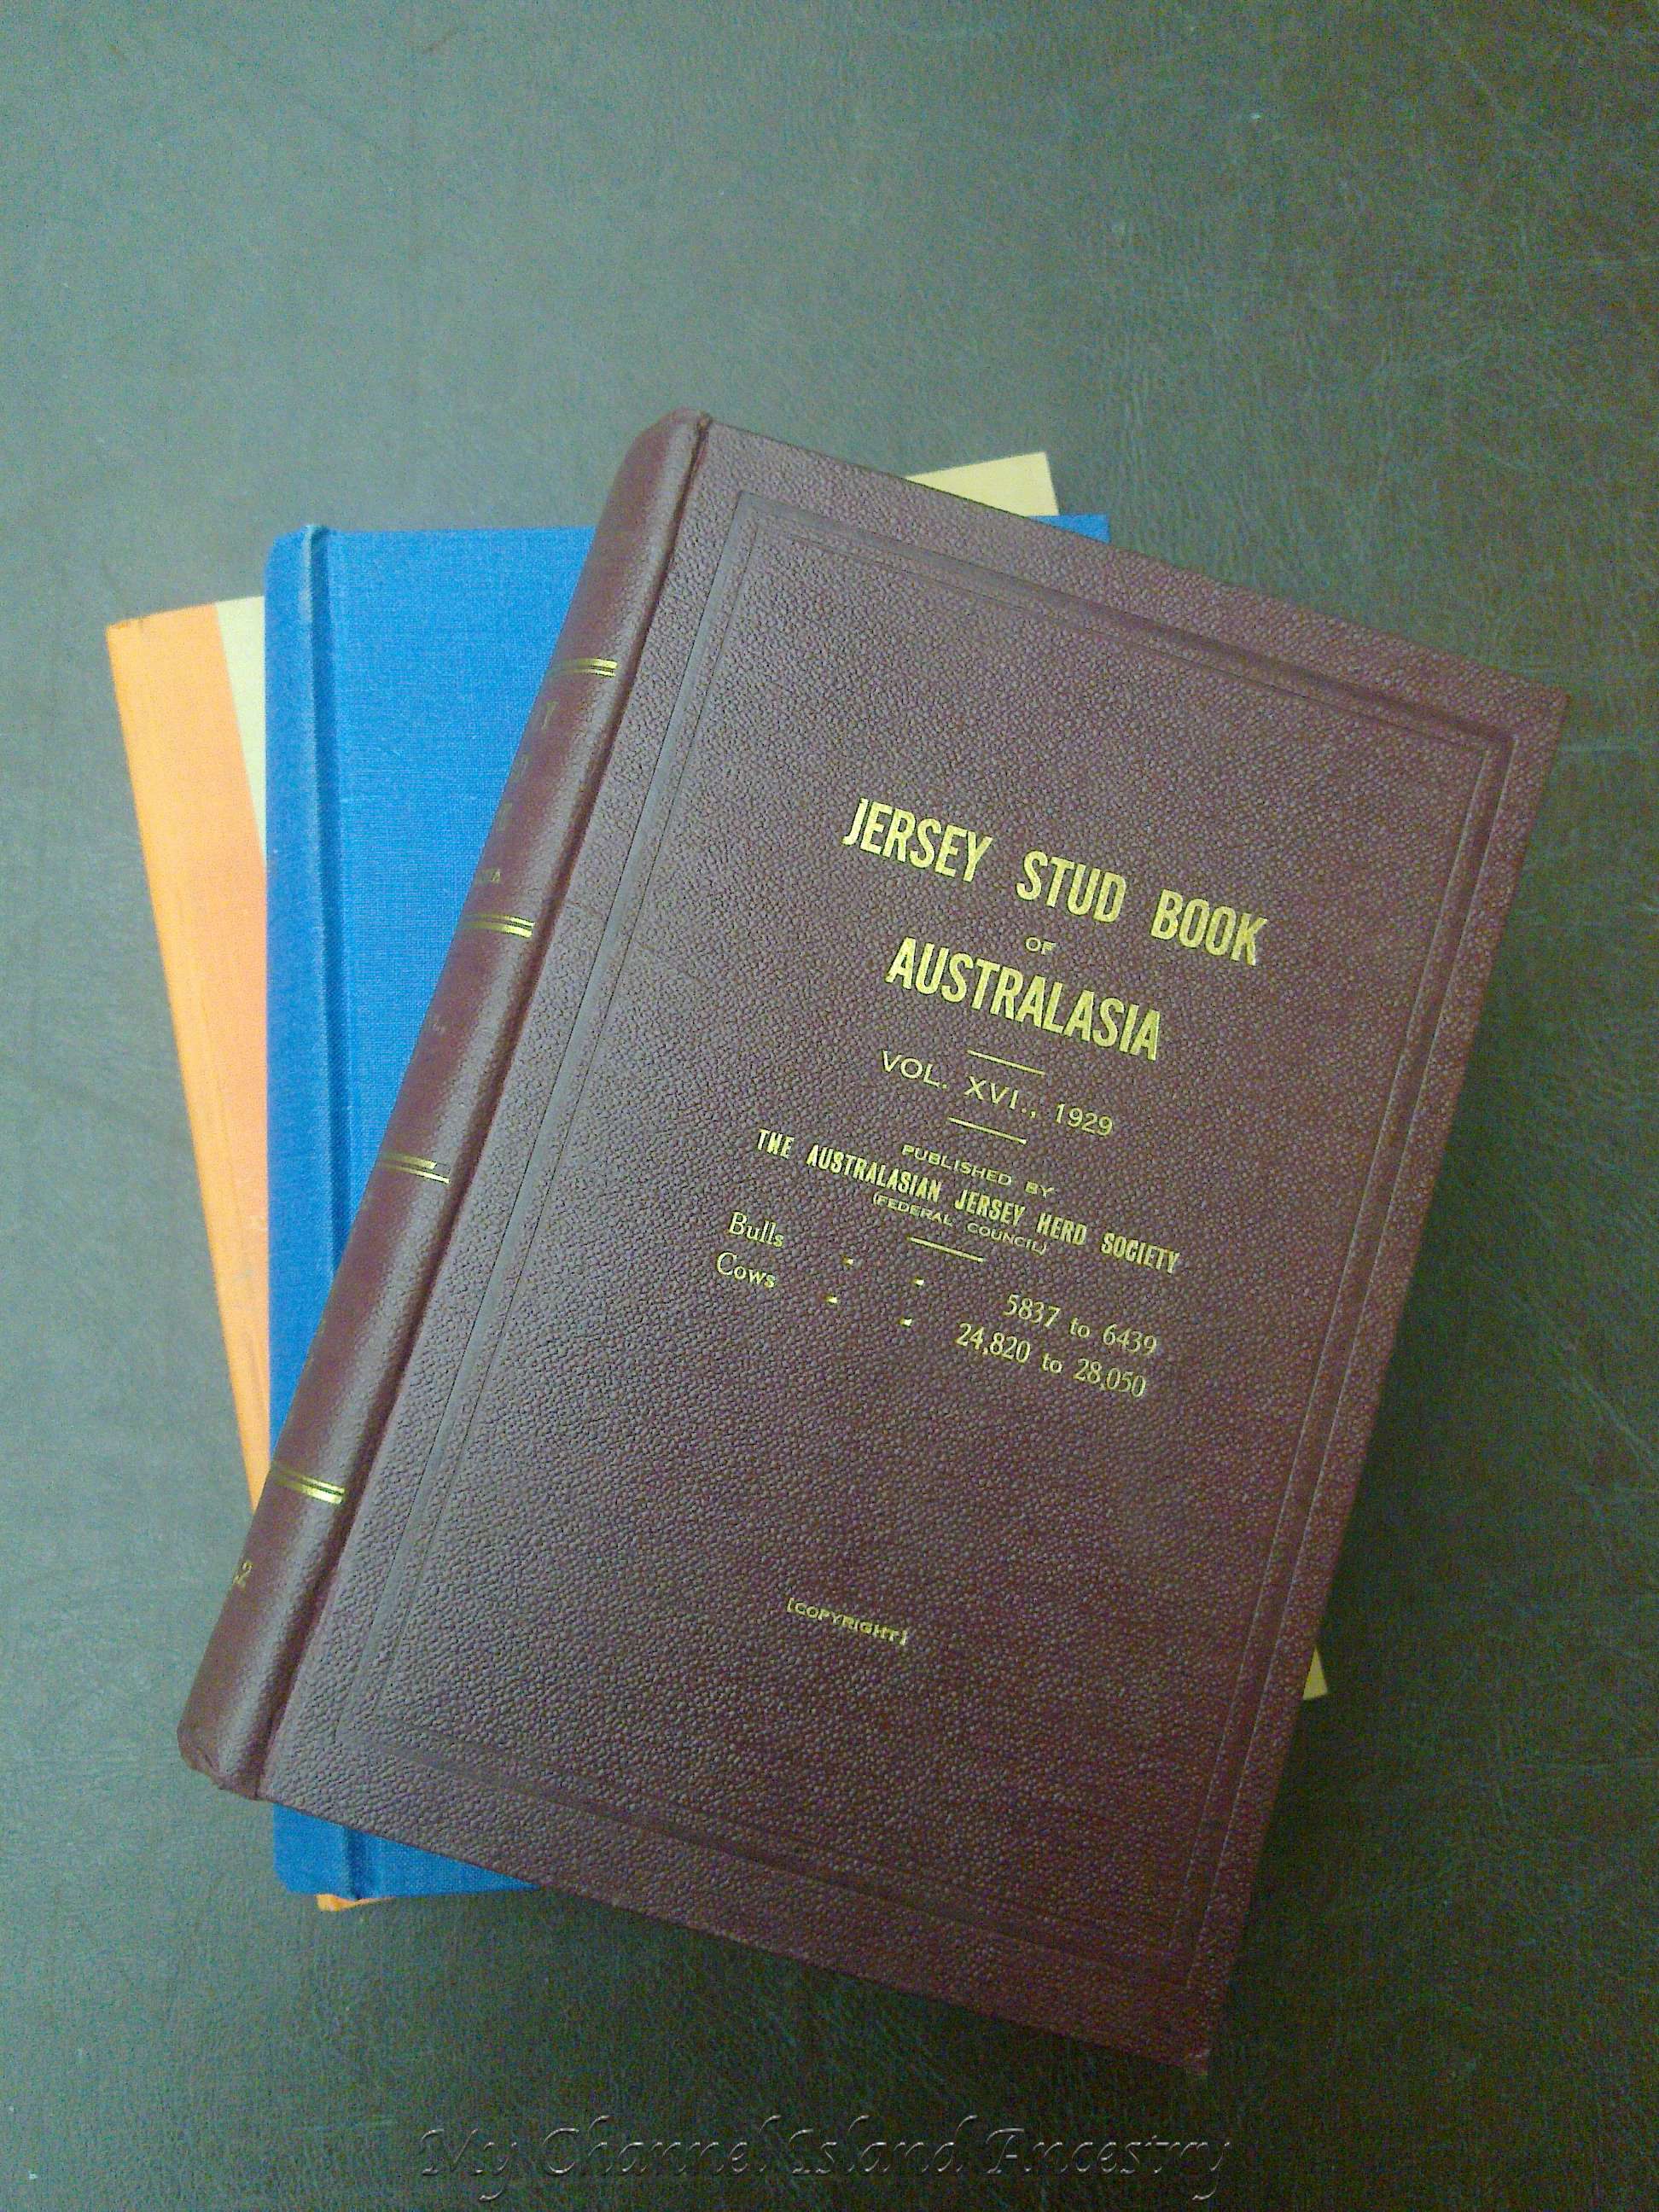 JERSEY STUD BOOK
OF
AUSTRALASIA
VOL. XVI., 1929
PUBLISHED BY
THE AUSTRALASIAN JERSEY HERD SOCIETY
(FEDERAL COUNCIL)
Bulls - - 5837 to 6439
Cows - - 24,820 to 28,050
[COPYRIGHT]
My Channel Island Ancestry